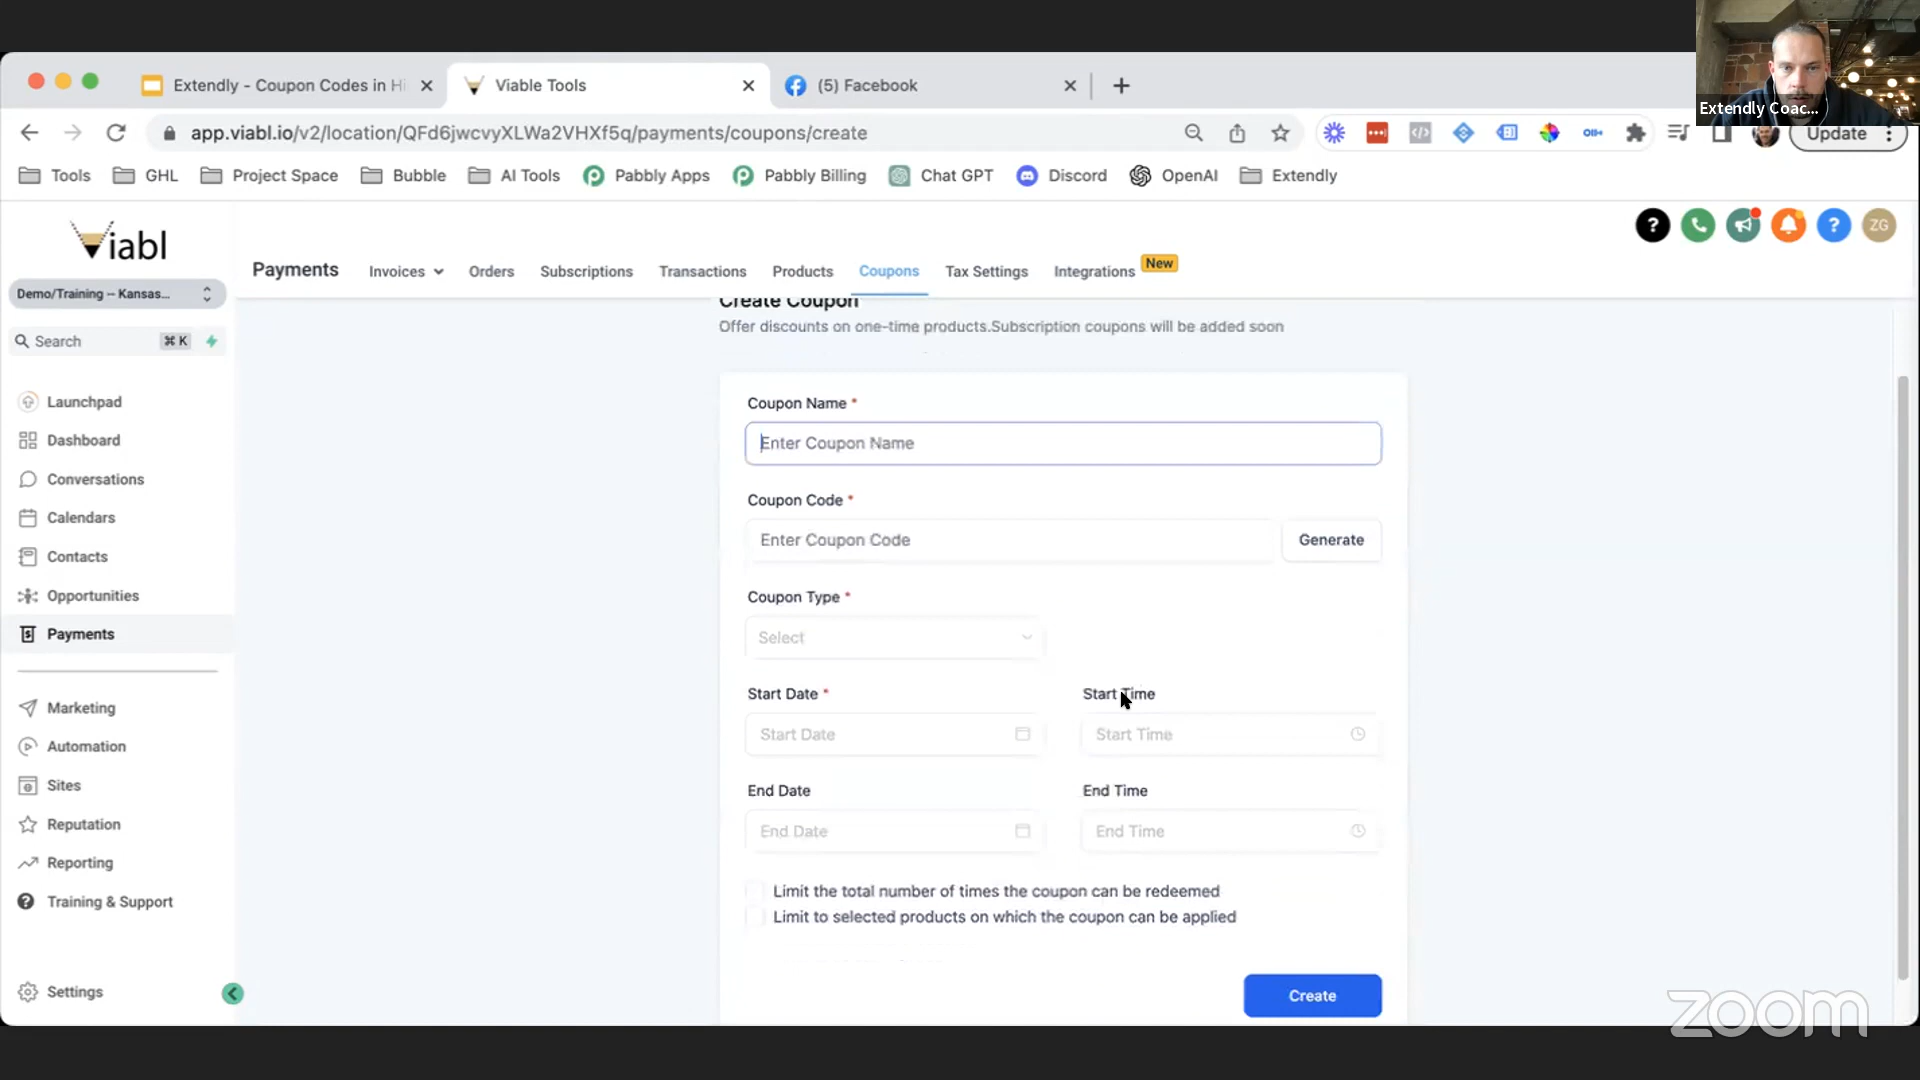 Extendly - Coupon Codes in Hi
Viable Tools
(5) Facebook
Extendly Coac...
app.viabl.io/v2/location/QFd6jwcvyXLWa2VHXf5q/payments/coupons/create
Update
Tools
GHL
Project Space
Bubble
AI Tools
Pabbly Apps
Pabbly Billing
Chat GPT
Discord
OpenAI
Extendly
Viabl
ZG
Payments
Invoices
Orders
Subscriptions
Transactions
Products
Coupons
Tax Settings
Integrations
New
Demo/Training – Kansas...
Search
⌘ K
Launchpad
Dashboard
Conversations
Calendars
Contacts
Opportunities
Payments
Marketing
Automation
Sites
Reputation
Reporting
Training & Support
Settings
Create Coupon
Offer discounts on one-time products.Subscription coupons will be added soon
Coupon Name *
Enter Coupon Name
Coupon Code *
Enter Coupon Code
Generate
Coupon Type *
Select
Start Date *
Start Time
Start Date
Start Time
End Date
End Time
End Date
End Time
Limit the total number of times the coupon can be redeemed
Limit to selected products on which the coupon can be applied
Create
zoom